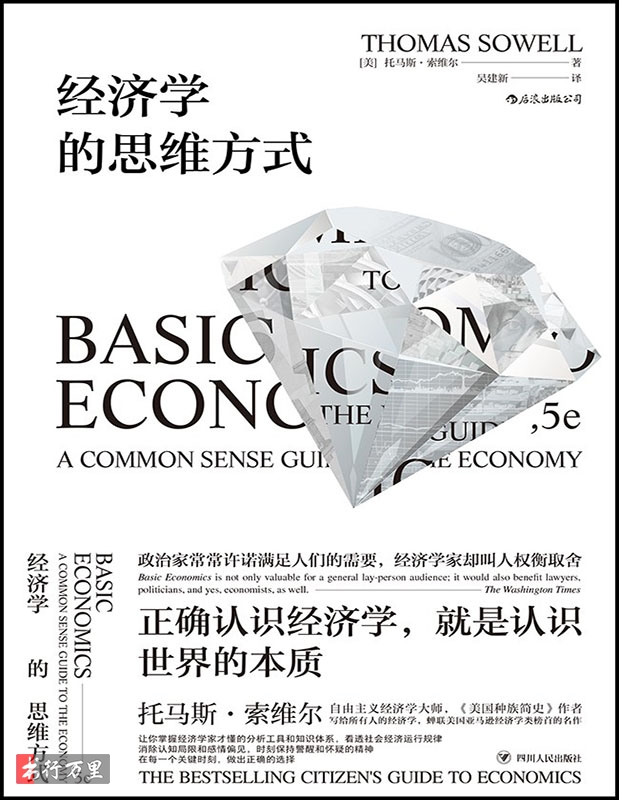 THOMAS SOWELL
[美] 托马斯·索维尔 著
吴建新 译
后浪出版公司
经济学
的思维方式
TO
BASIC
ECONO
ICS
THE
GUID
,5e
A COMMON SENSE GUI
E ECONOMY
政治家常常许诺满足人们的需要，经济学家却叫人权衡取舍
Basic Economics is not only valuable for a general lay-person audience; it would also benefit lawyers,
politicians, and yes, economists, as well. The Washington Times
正确认识经济学，就是认识
世界的本质
托马斯·索维尔
自由主义经济学大师，《美国种族简史》作者
写给所有人的经济学，蝉联美国亚马逊经济学类榜首的名作
让你掌握经济学家才懂的分析工具和知识体系，看透社会经济运行规律
消除认知局限和感情偏见，时刻保持警醒和怀疑的精神
在每一个关键时刻，做出正确的选择
四川人民出版社
THE BESTSELLING CITIZEN'S GUIDE TO ECONOMICS
BASIC
ECONOMICS
A COMMON SENSE GUIDE TO THE ECONOMY
5e
经济学 的 思维方式
书行万里